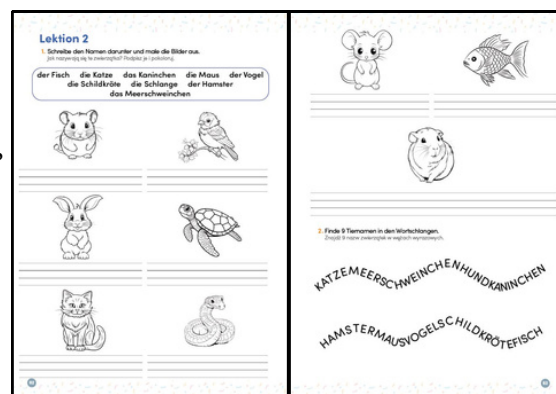 Lektion 2
1. Schreibe den Namen darunter und male die Bilder aus.
Jak nazywają się te zwierzątka? Podpisz je i pokoloruj.
der Fisch die Katze das Kaninchen die Maus der Vogel
die Schildkröte die Schlange der Hamster
das Meerschweinchen
2. Finde 9 Tiernamen in den Wortschlangen.
Znajdź 9 nazw zwierzątek w wężach wyrazowych.
KATZEMEERSCHWEINCHENHUNDKANINCHEN
HAMSTERMAUSVOGELSCHILDKRÖTEFISCH